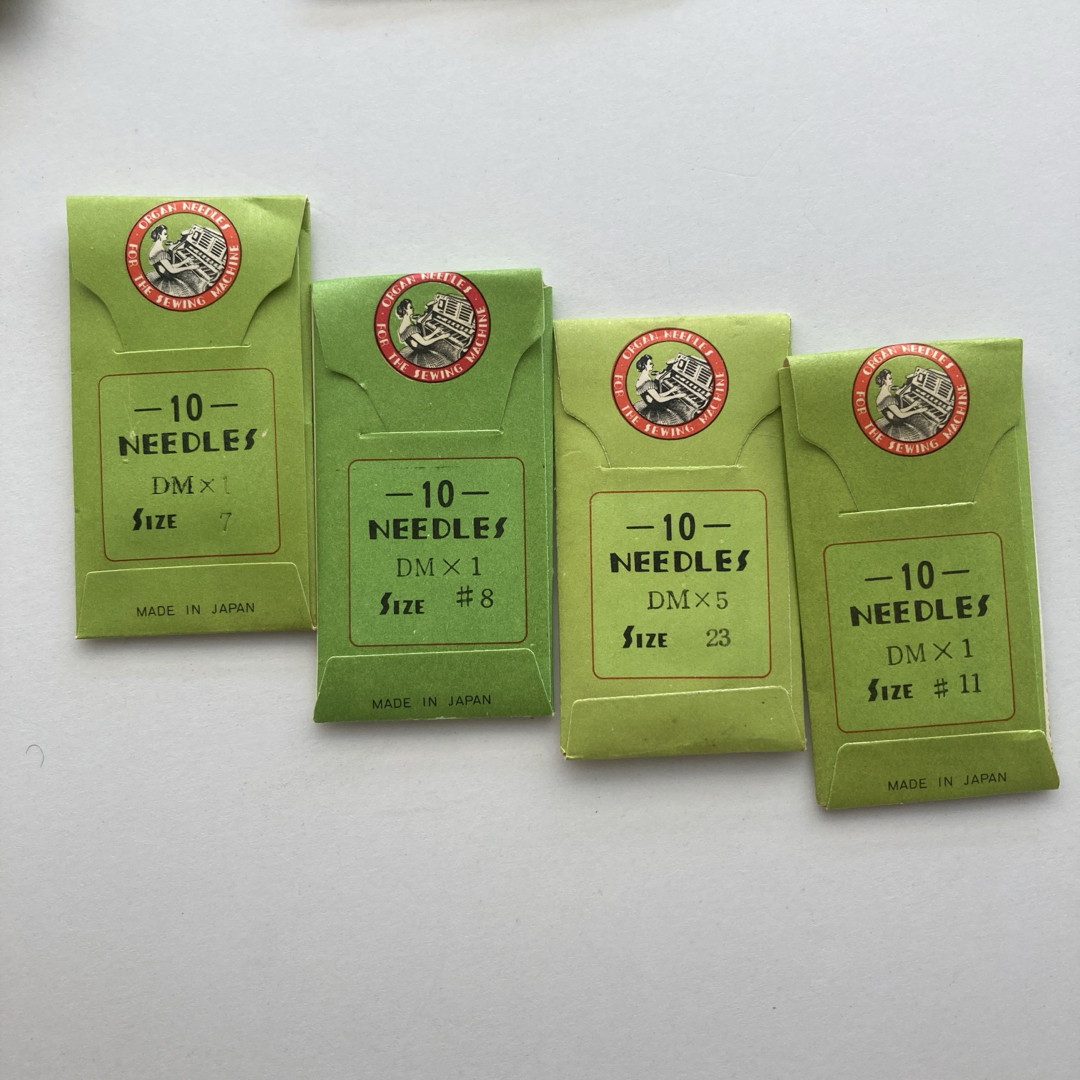 ORGAN NEEDLES
FOR THE SEWING MACHINE
—10—
NEEDLES
DM×1
SIZE 7
MADE IN JAPAN
ORGAN NEEDLES
FOR THE SEWING MACHINE
—10—
NEEDLES
DM×1
SIZE #8
MADE IN JAPAN
ORGAN NEEDLES
FOR THE SEWING MACHINE
—10—
NEEDLES
DM×5
SIZE 23
ORGAN NEEDLES
FOR THE SEWING MACHINE
—10—
NEEDLES
DM×1
SIZE #11
MADE IN JAPAN